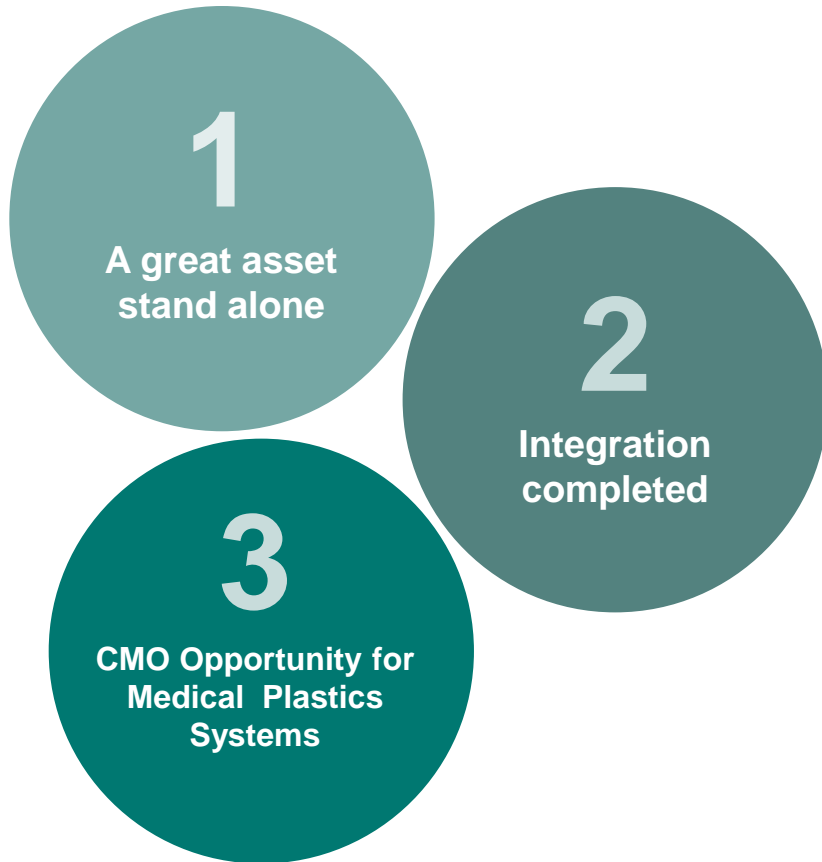 1
A great asset
stand alone
2
Integration
completed
3
CMO Opportunity for
Medical Plastics
Systems